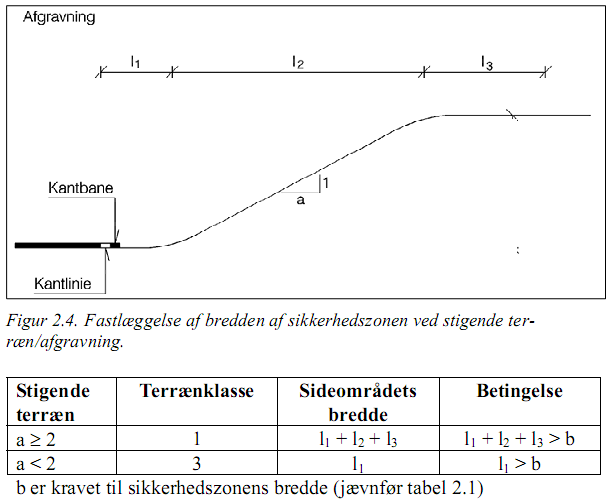 Afgravning
l1 l2 l3
1
a
Kantbane
Kantlinie
Figur 2.4. Fastlæggelse af bredden af sikkerhedszonen ved stigende ter-
ræn/afgravning.
Stigende terræn Terrænklasse Sideområdets bredde Betingelse
a ≥ 2 1 l1 + l2 + l3 l1 + l2 + l3 > b
a < 2 3 l1 l1 > b
b er kravet til sikkerhedszonens bredde (jævnfør tabel 2.1)